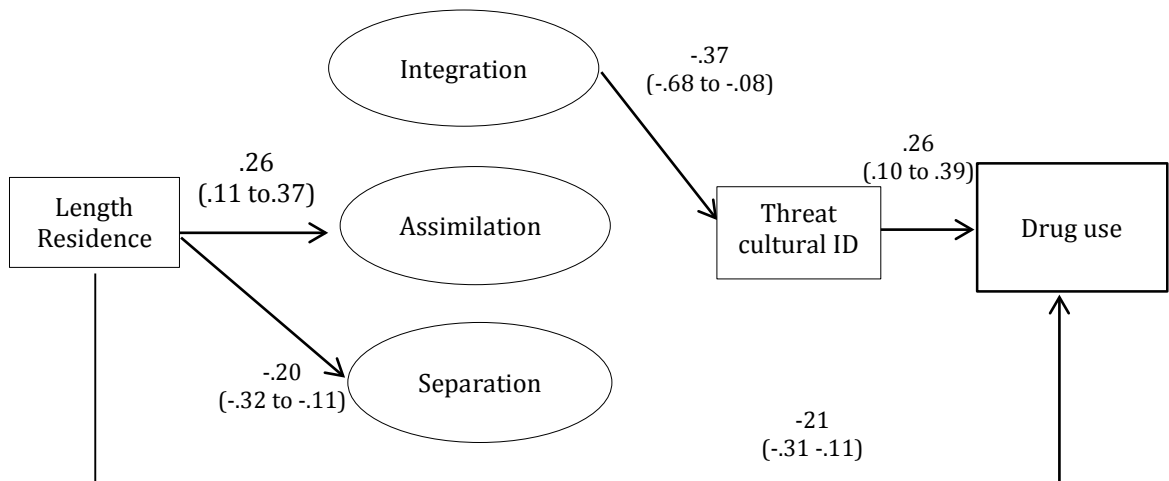 Integration
-.37
(-.68 to -.08)
.26
(.11 to.37)
.26
(.10 to .39)
Length
Residence
Assimilation
Threat
cultural ID
Drug use
-.20
(-.32 to -.11)
Separation
-21
(-.31 -.11)